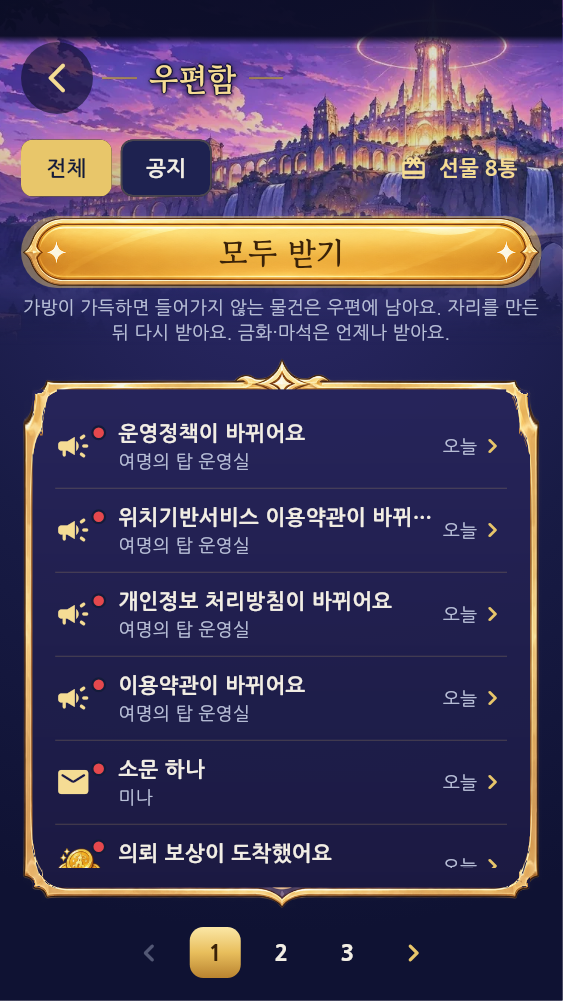 우편함
전체
공지
선물 8통
모두 받기
가방이 가득하면 들어가지 않는 물건은 우편에 남아요. 자리를 만든
뒤 다시 받아요. 금화·마석은 언제나 받아요.
운영정책이 바뀌어요
오늘
여명의 탑 운영실
위치기반서비스 이용약관이 바뀌…
오늘
여명의 탑 운영실
개인정보 처리방침이 바뀌어요
오늘
여명의 탑 운영실
이용약관이 바뀌어요
오늘
여명의 탑 운영실
소문 하나
오늘
미나
의뢰 보상이 도착했어요
오늘
1
2
3